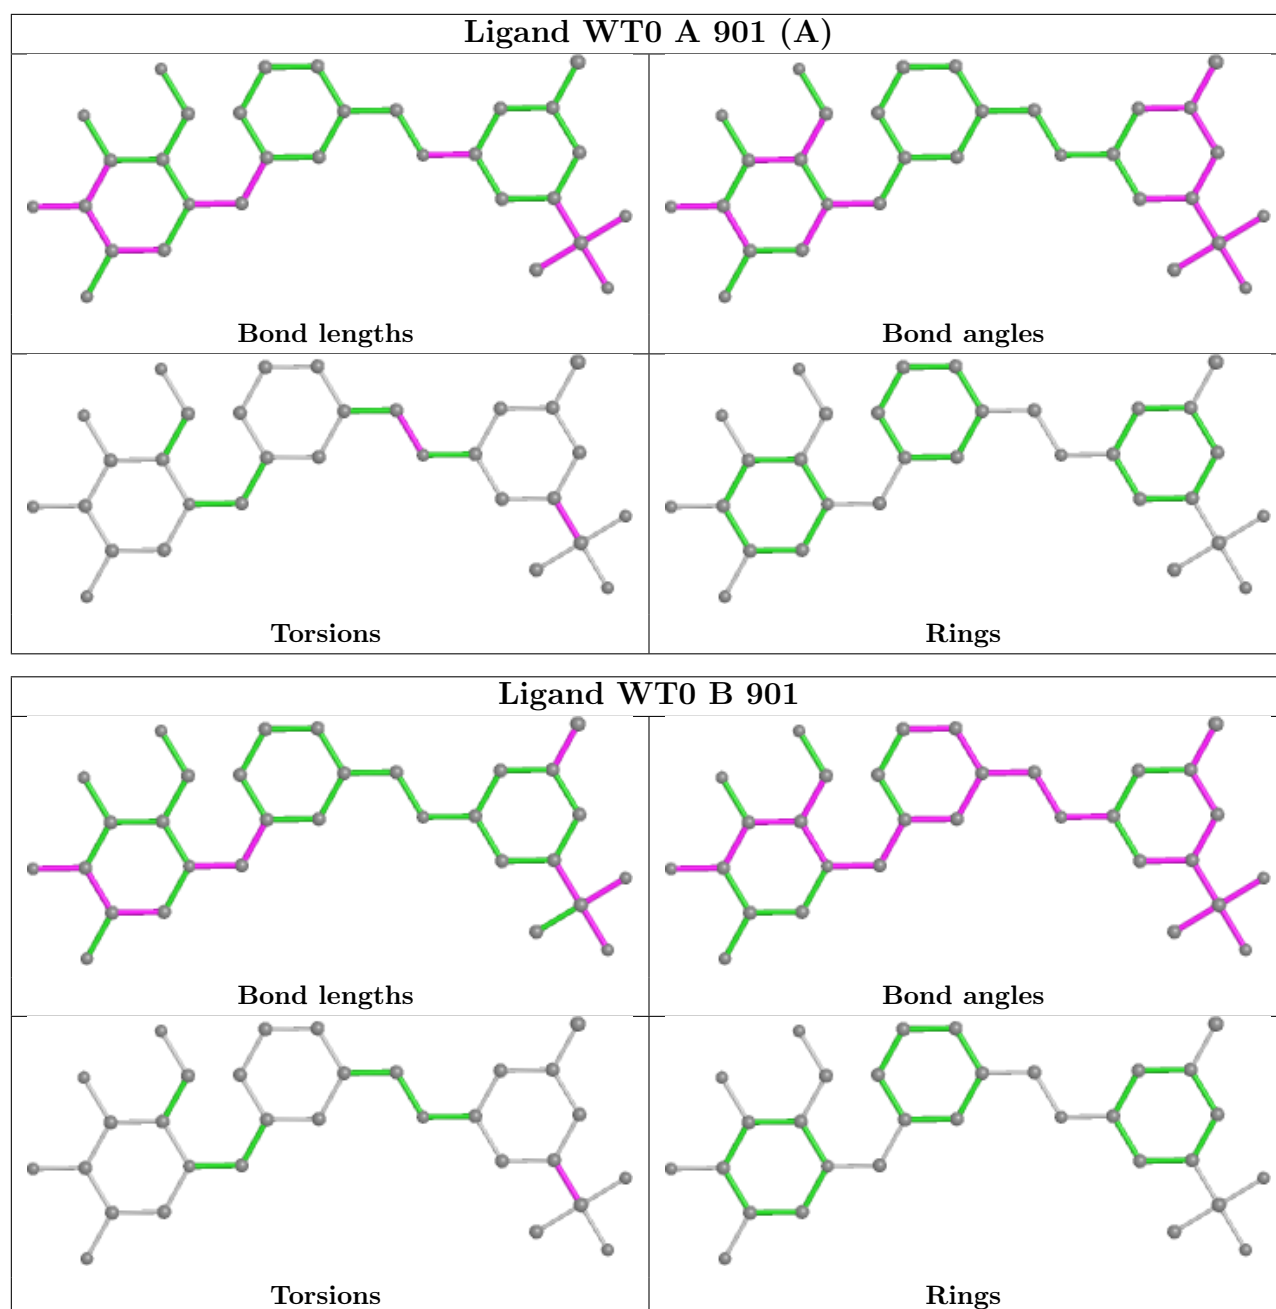 Ligand WT0 A 901 (A)
Bond lengths
Bond angles
Torsions
Rings
Ligand WT0 B 901
Bond lengths
Bond angles
Torsions
Rings